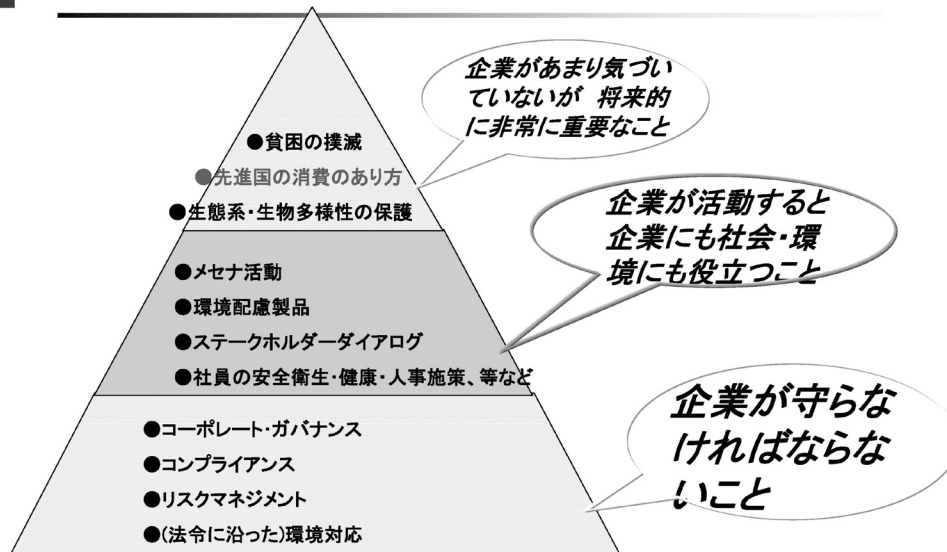 企業があまり気づい
ていないが 将来的
に非常に重要なこと
●貧困の撲滅
●先進国の消費のあり方
●生態系・生物多様性の保護
企業が活動すると
企業にも社会・環
境にも役立つこと
●メセナ活動
●環境配慮製品
●ステークホルダーダイアログ
●社員の安全衛生・健康・人事施策、等など
企業が守らな
ければならな
いこと
●コーポレート・ガバナンス
●コンプライアンス
●リスクマネジメント
●(法令に沿った)環境対応